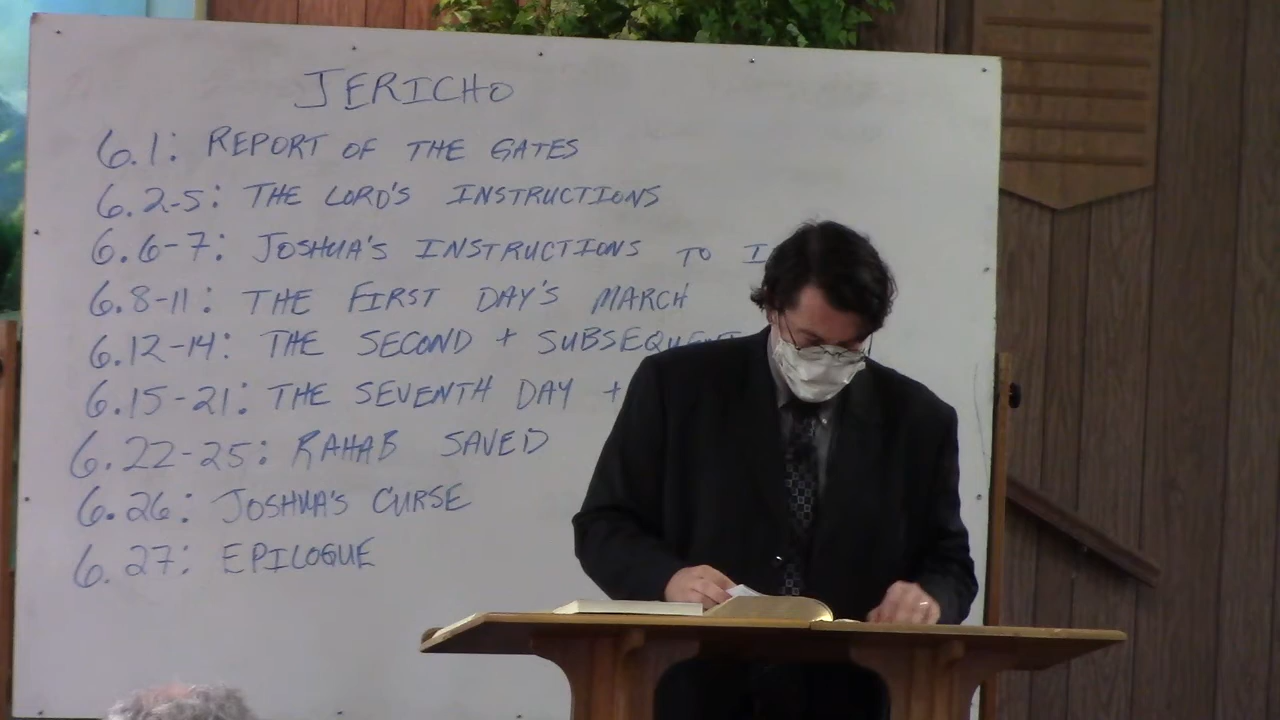 JERICHO
6.1: REPORT OF THE GATES
6.2-5: THE LORD'S INSTRUCTIONS
6.6-7: JOSHUA'S INSTRUCTIONS TO
6.8-11: THE FIRST DAY'S MARCH
6.12-14: THE SECOND + SUBSEQUENT
6.15-21: THE SEVENTH DAY +
6.22-25: RAHAB SAVED
6.26: JOSHUA'S CURSE
6.27: EPILOGUE